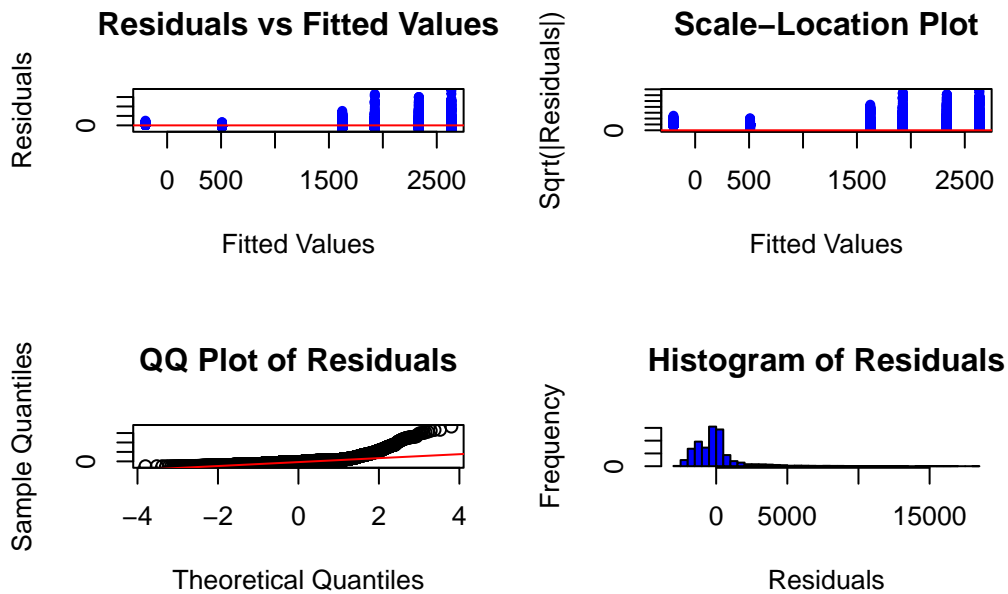 Residuals vs Fitted Values
Residuals
0
0 500 1500 2500
Fitted Values
Scale−Location Plot
Sqrt(|Residuals|)
0
0 500 1500 2500
Fitted Values
QQ Plot of Residuals
Sample Quantiles
0
−4 −2 0 2 4
Theoretical Quantiles
Histogram of Residuals
Frequency
0
0 5000 15000
Residuals